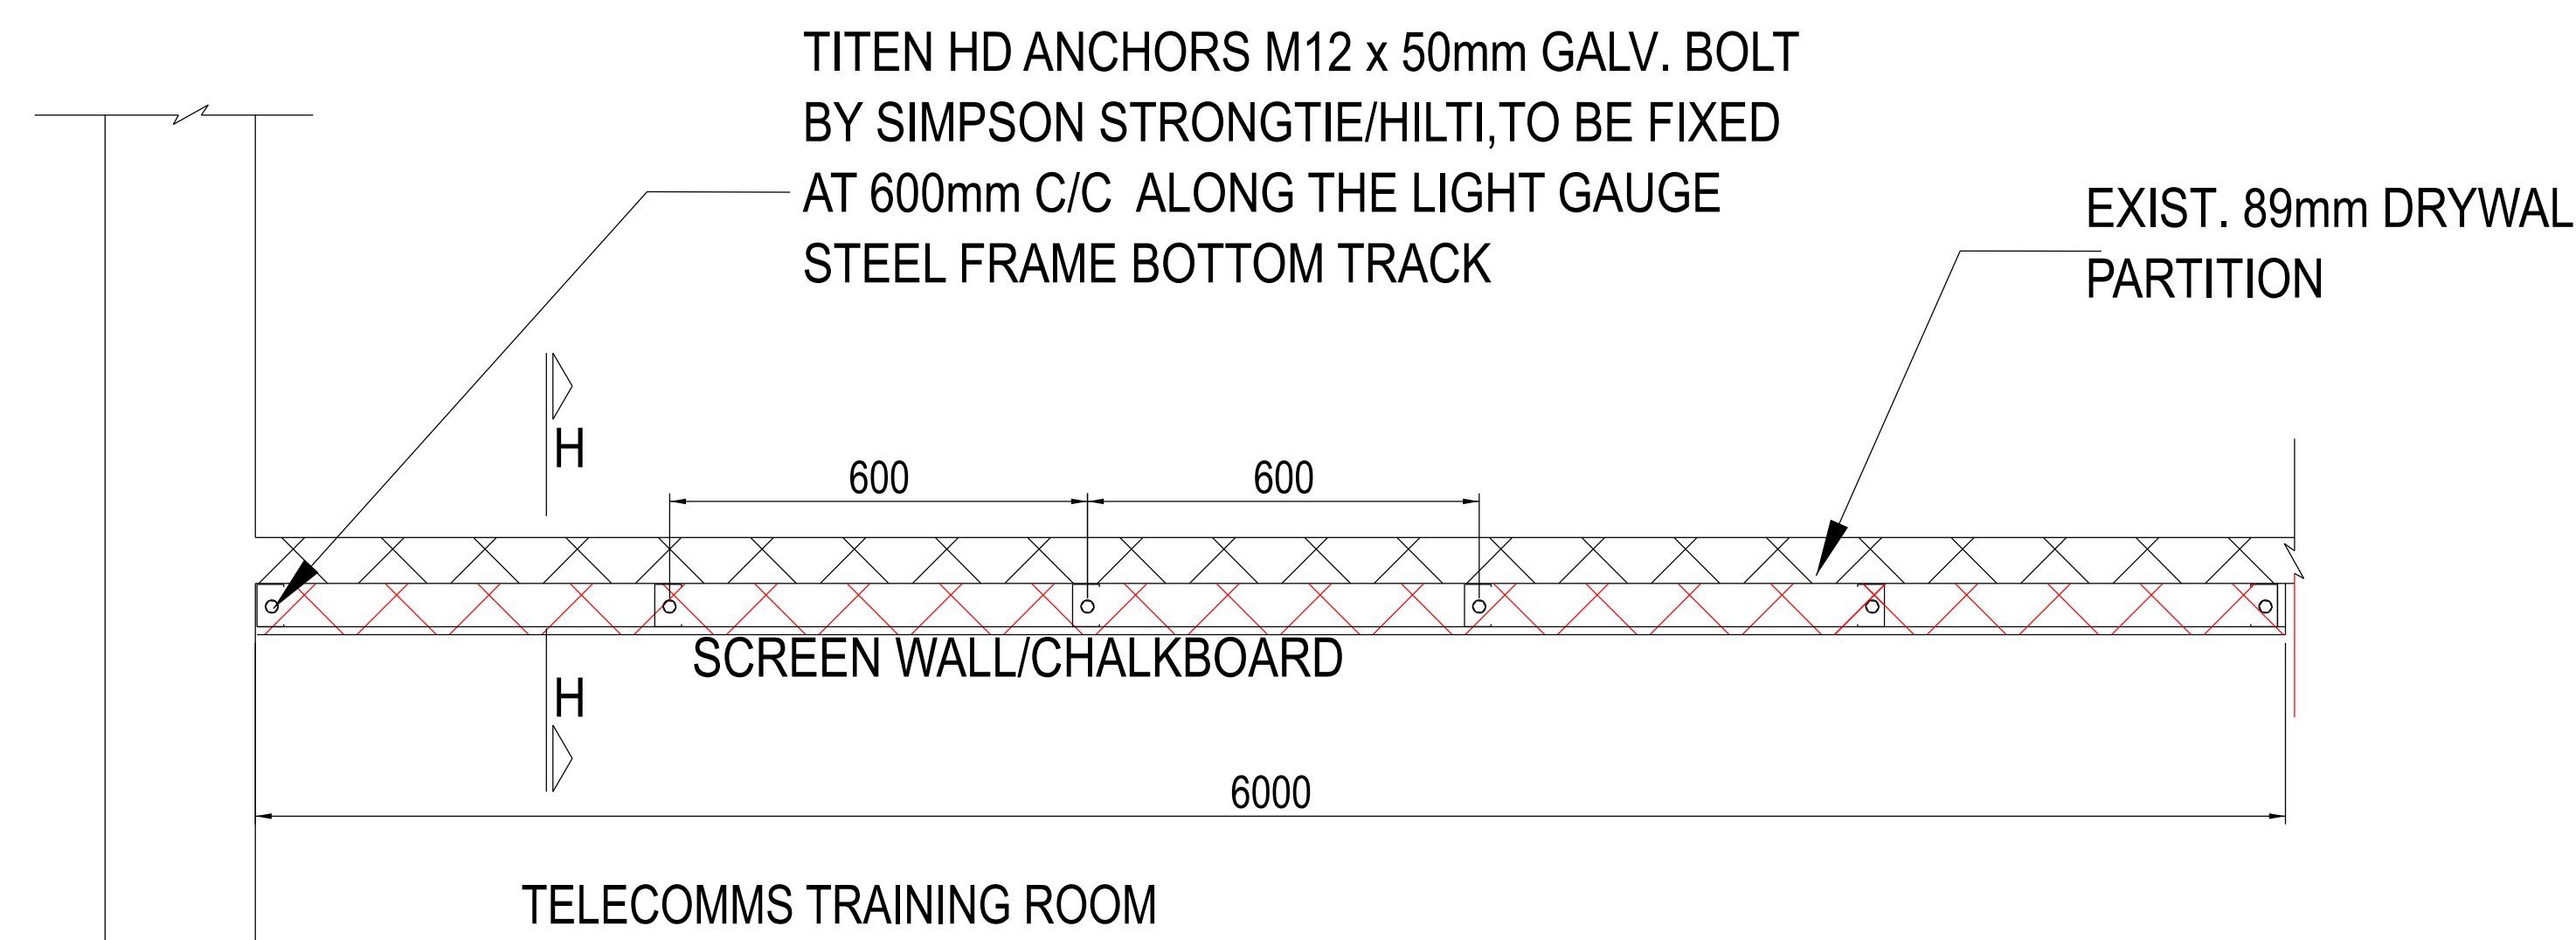 TITEN HD ANCHORS M12 x 50mm GALV. BOLT
BY SIMPSON STRONGTIE/HILTI,TO BE FIXED
AT 600mm C/C ALONG THE LIGHT GAUGE
STEEL FRAME BOTTOM TRACK
EXIST. 89mm DRYWAL
PARTITION
H
600
600
SCREEN WALL/CHALKBOARD
H
6000
TELECOMMS TRAINING ROOM